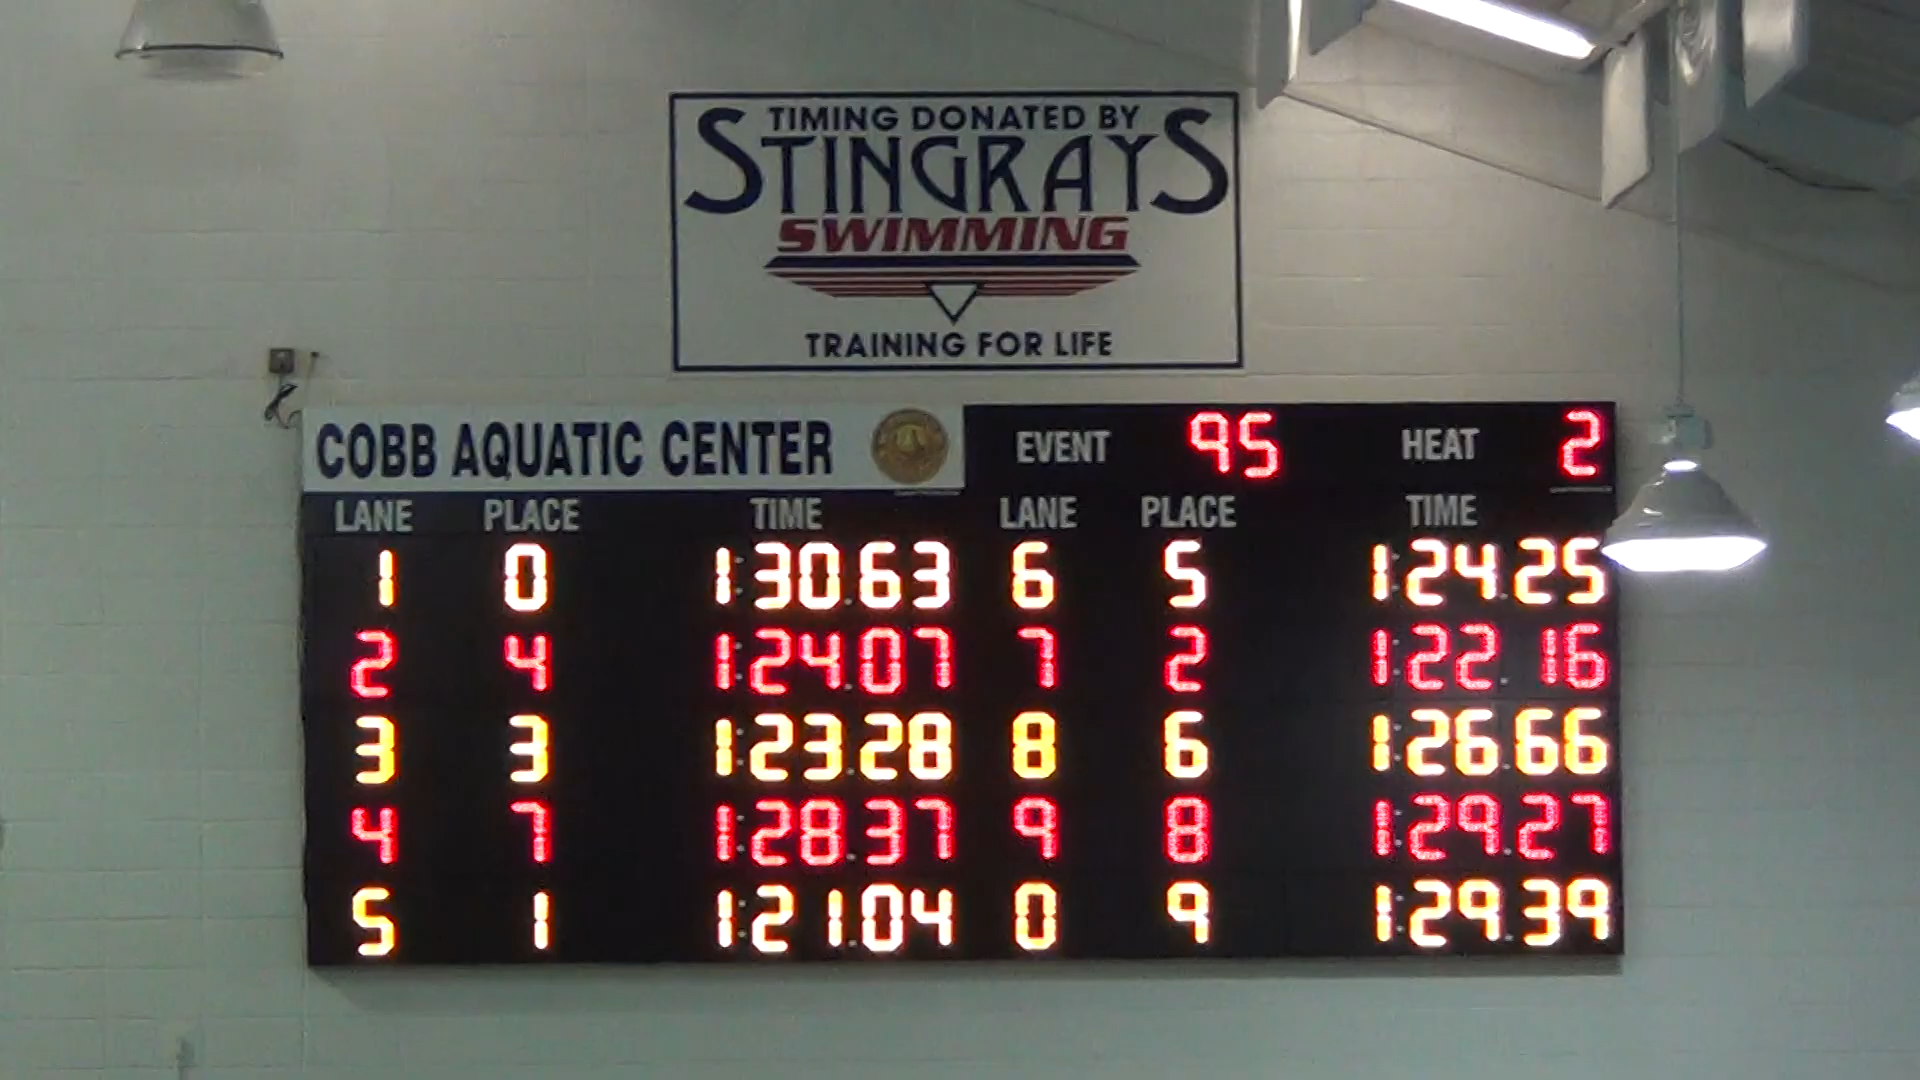 TIMING DONATED BY
STINGRAYS
SWIMMING
TRAINING FOR LIFE
COBB AQUATIC CENTER EVENT 95 HEAT 2
LANE PLACE TIME LANE PLACE TIME
1 0 1:30.63 6 5 1:24.25
2 4 1:24.07 7 2 1:22.16
3 3 1:23.28 8 6 1:26.66
4 7 1:28.37 9 8 1:29.27
5 1 1:21.04 0 9 1:29.39